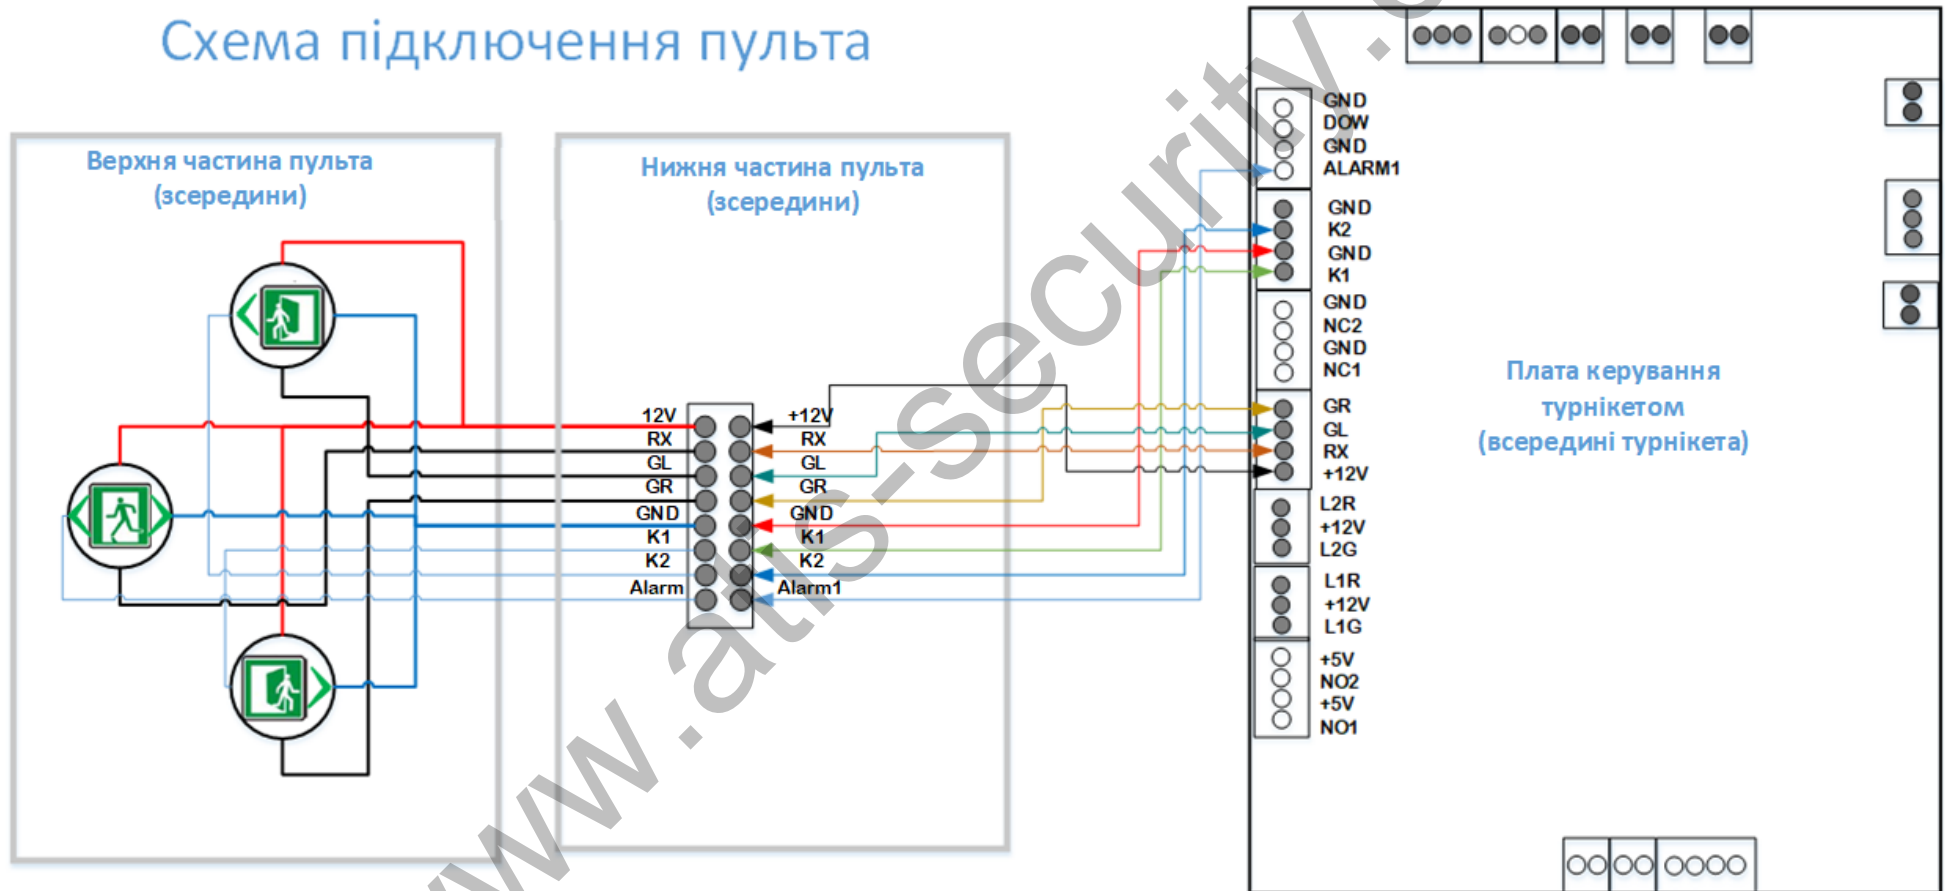 Схема підключення пульта
Верхня частина пульта
(зсередини)
Нижня частина пульта
(зсередини)
12V
RX
GL
GR
GND
K1
K2
Alarm
+12V
RX
GL
GR
GND
K1
K2
Alarm1
GND
DOW
GND
ALARM1
GND
K2
GND
K1
GND
NC2
GND
NC1
GR
GL
RX
+12V
L2R
+12V
L2G
L1R
+12V
L1G
+5V
NO2
+5V
NO1
Плата керування
турнікетом
(всередині турнікета)
www.atis-security.c